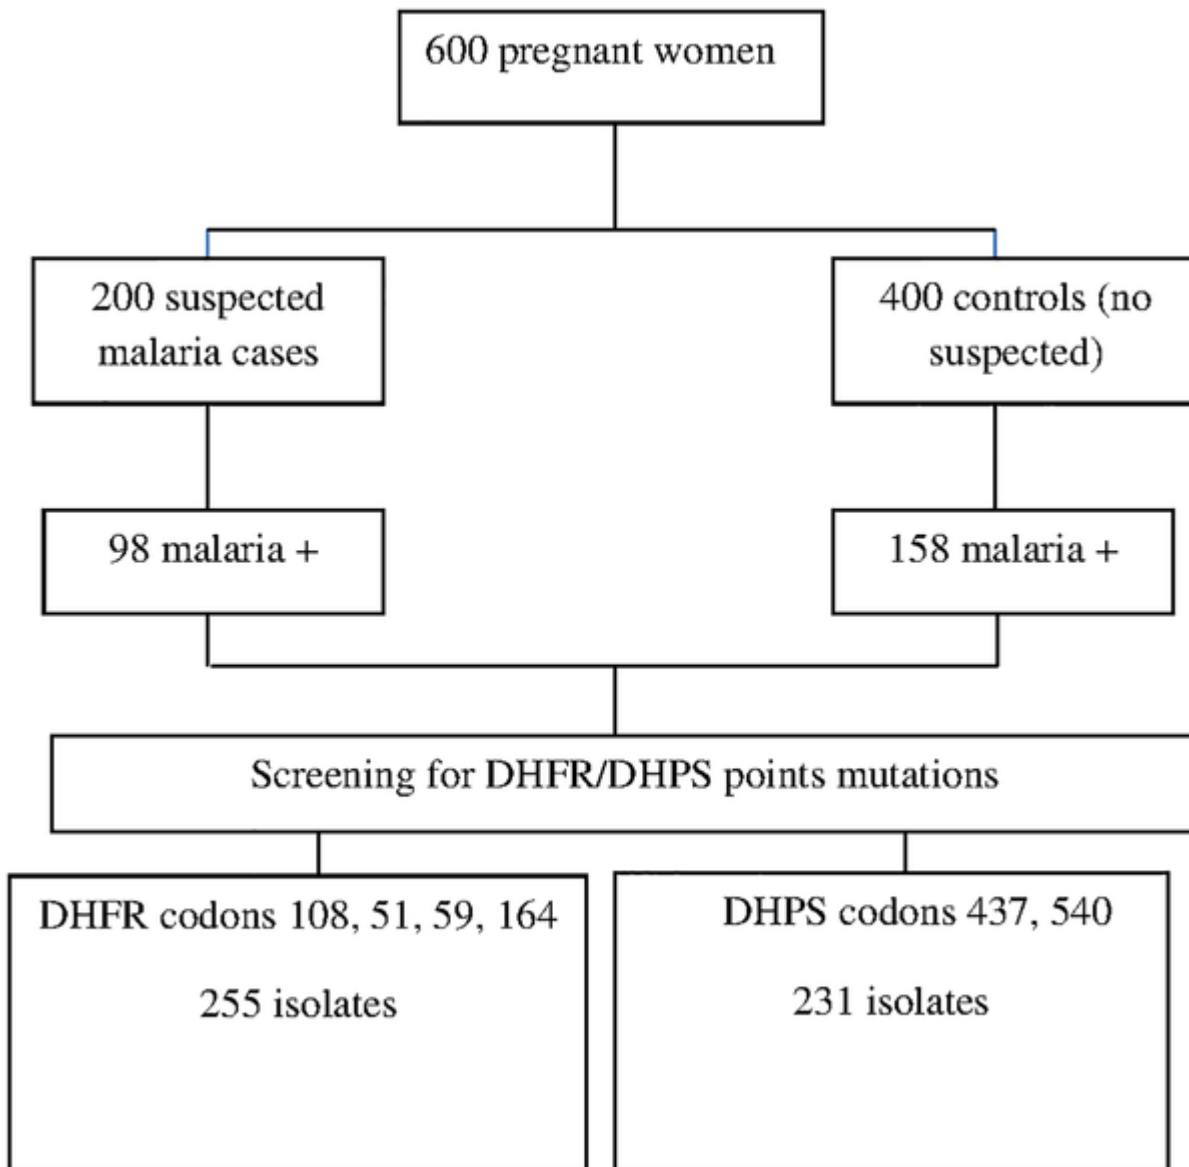 600 pregnant women
200 suspected
malaria cases
400 controls (no
suspected)
98 malaria +
158 malaria +
Screening for DHFR/DHPS points mutations
DHFR codons 108, 51, 59, 164
255 isolates
DHPS codons 437, 540
231 isolates